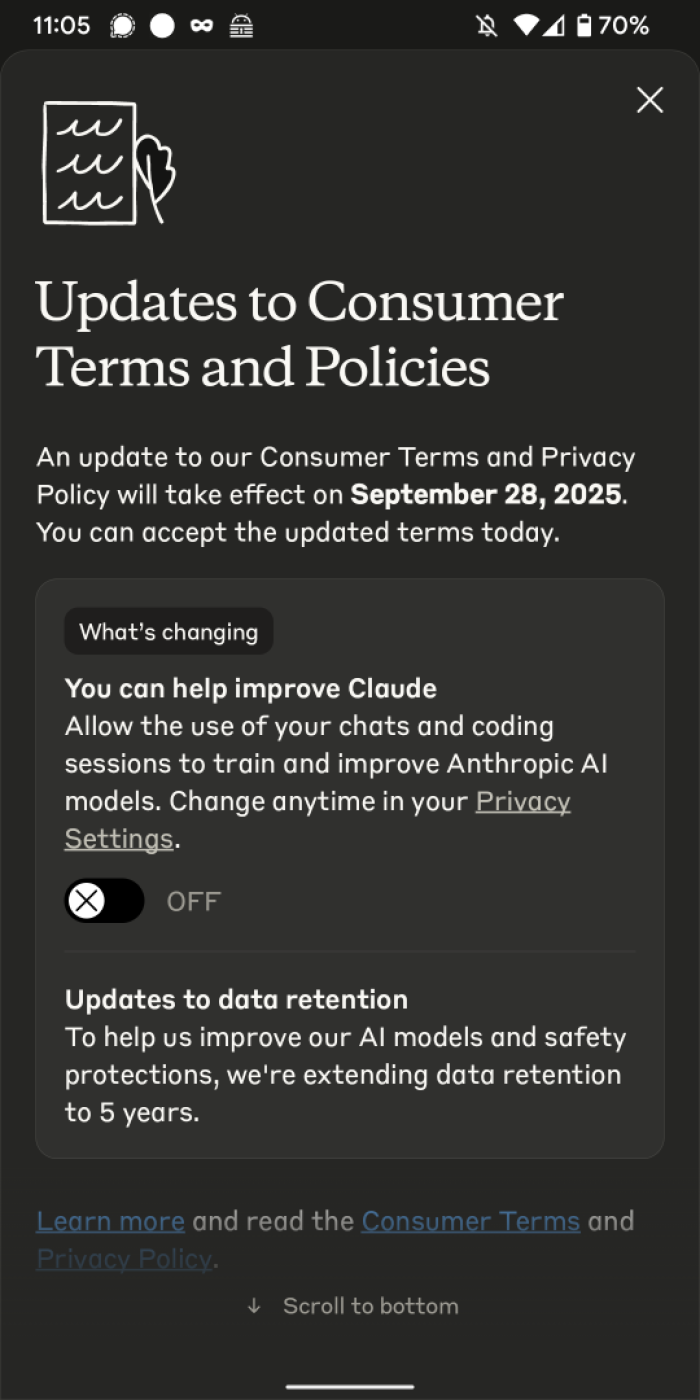 11:05
70%
Updates to Consumer
Terms and Policies
An update to our Consumer Terms and Privacy
Policy will take effect on September 28, 2025.
You can accept the updated terms today.
What's changing
You can help improve Claude
Allow the use of your chats and coding
sessions to train and improve Anthropic AI
models. Change anytime in your Privacy
Settings.
OFF
Updates to data retention
To help us improve our AI models and safety
protections, we're extending data retention
to 5 years.
Learn more and read the Consumer Terms and
Privacy Policy.
↓ Scroll to bottom